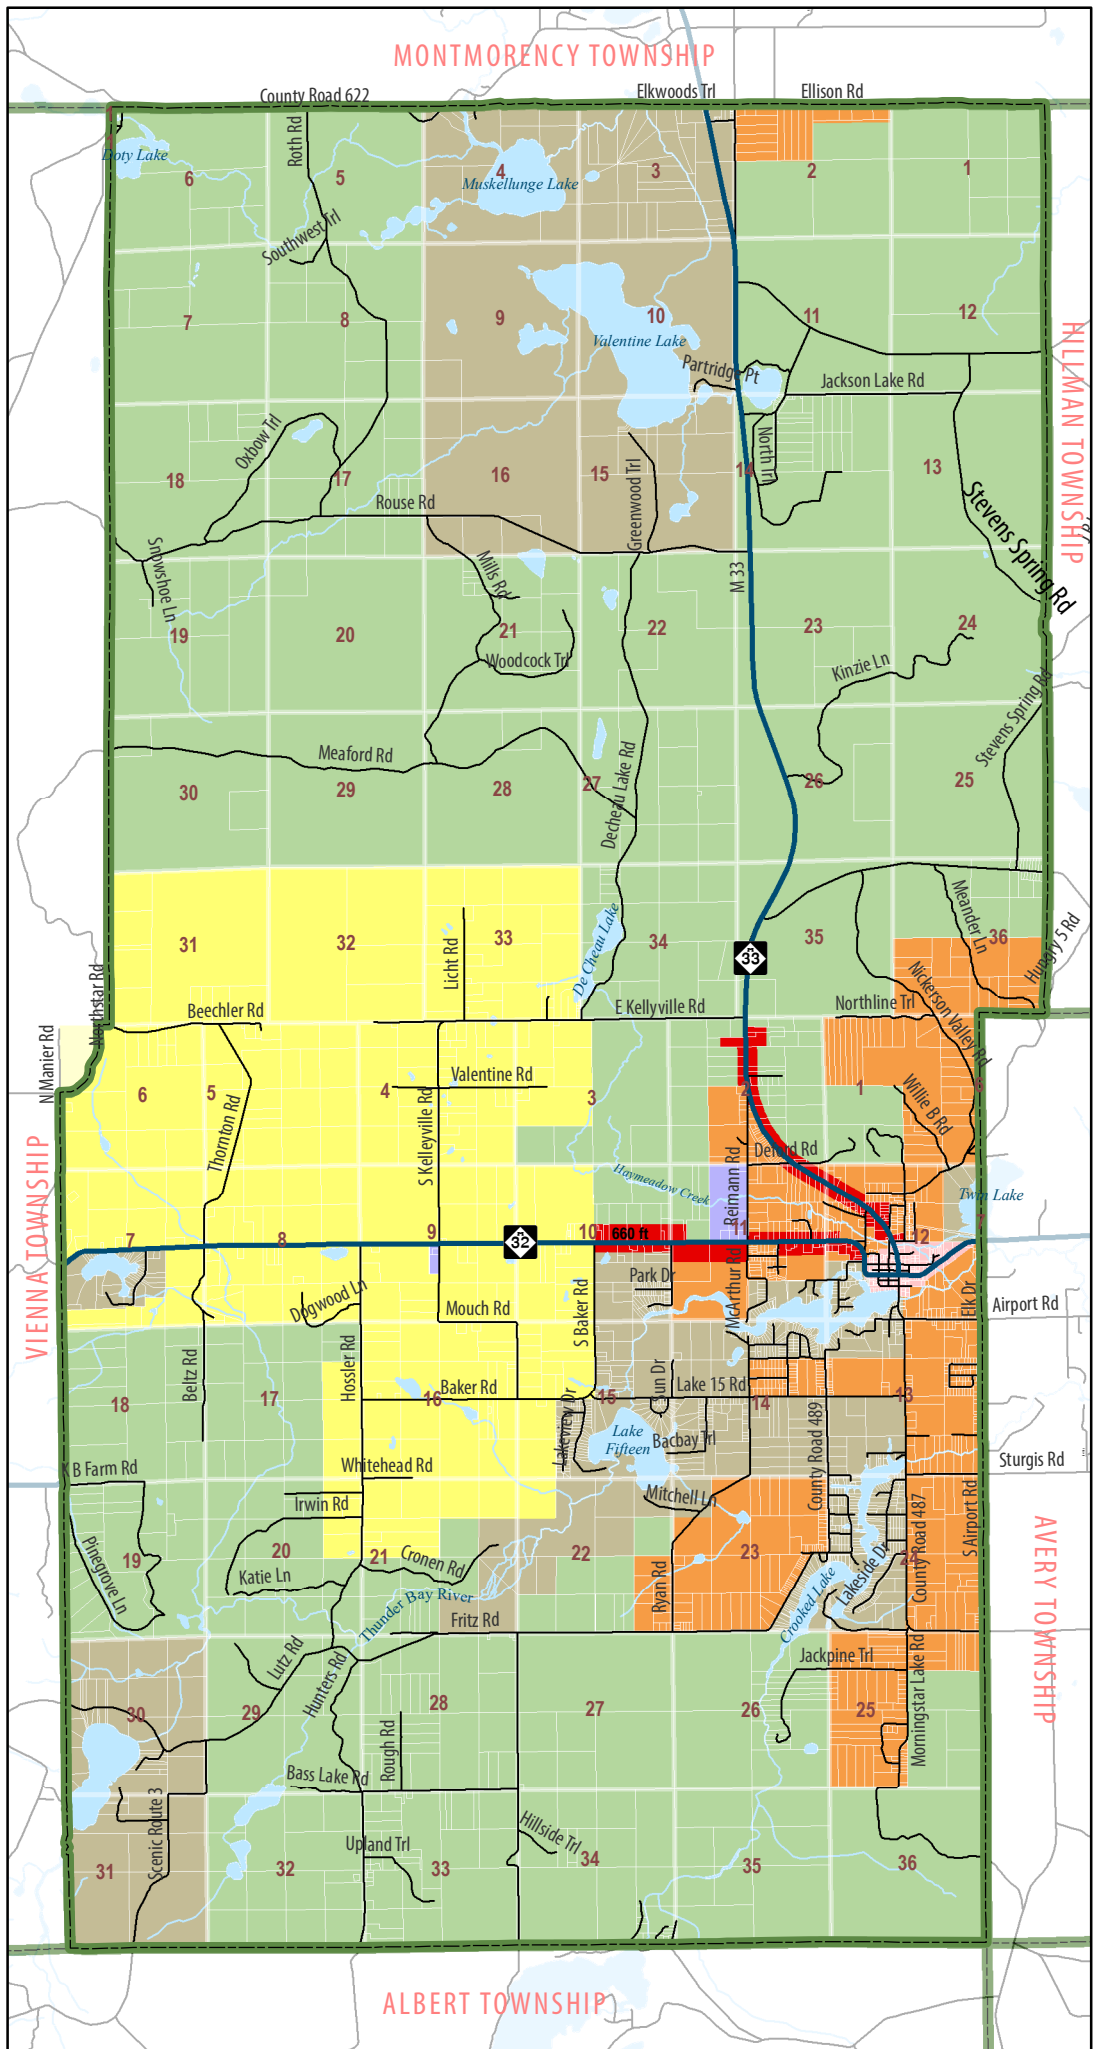 MONTMORENCY TOWNSHIP
County Road 622
Elkwoods Trl
Ellison Rd
Doty Lake
6
Roth Rd
5
4
Muskellunge Lake
3
2
1
Southwest Trl
7
8
9
10
Valentine Lake
11
12
HILLMAN TOWNSHIP
Partridge Pt
Jackson Lake Rd
Oxbow Trl
18
17
16
15
Greenwood Trl
14
North Trl
13
Rouse Rd
Stevens Spring Rd
Snowshoe Ln
Mills Rd
M 33
19
20
21
22
23
24
Woodcock Trl
Kinzie Ln
Stevens Spring Rd
Meaford Rd
30
29
28
27
Decheau Lake Rd
26
25
31
32
33
Licht Rd
De Cheau Lake
34
35
Meander Ln
36
Hungry 5 Rd
M
33
Northstar Rd
Beechler Rd
E Kellyville Rd
Northline Trl
Nickerson Valley Rd
N Manier Rd
6
5
4
Valentine Rd
3
2
1
Willie B Rd
Thornton Rd
S Kelleyville Rd
VIENNA TOWNSHIP
Deford Rd
Reimann Rd
Haymeadow Creek
Twin Lake
7
8
9
M
32
10
660 ft
11
12
7
Park Dr
McArthur Rd
Elk Dr
Airport Rd
Dogwood Ln
Mouch Rd
S Baker Rd
Beltz Rd
Hossler Rd
18
17
16
Baker Rd
15
Sun Dr
Lake 15 Rd
14
13
Lakeview Dr
Lake
Fifteen
Bacbay Trl
County Road 489
B Farm Rd
Whitehead Rd
Sturgis Rd
Irwin Rd
Mitchell Ln
County Road 487
S Airport Rd
Pinegrove Ln
19
20
Katie Ln
21
Cronen Rd
22
23
24
Ryan Rd
Crooked Lake
Lakeside Dr
AVERY TOWNSHIP
Thunder Bay River
Fritz Rd
Lutz Rd
Hunters Rd
Jackpine Trl
Morningstar Lake Rd
30
29
28
27
26
25
Rough Rd
Bass Lake Rd
Scenic Route 3
Upland Trl
Hillside Trl
31
32
33
34
35
36
ALBERT TOWNSHIP